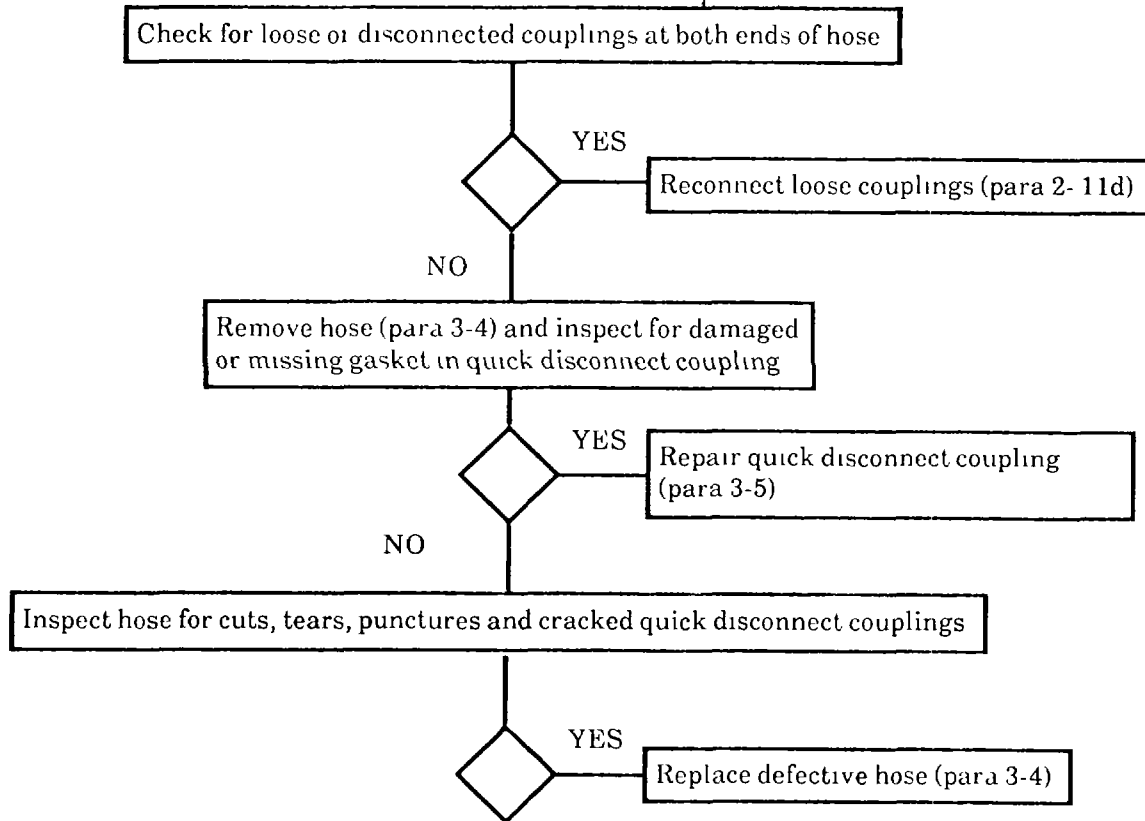 Check for loose or disconnected couplings at both ends of hose
YES
Reconnect loose couplings (para 2- 11d)
NO
Remove hose (para 3-4) and inspect for damaged
or missing gasket in quick disconnect coupling
YES
Repair quick disconnect coupling
(para 3-5)
NO
Inspect hose for cuts, tears, punctures and cracked quick disconnect couplings
YES
Replace defective hose (para 3-4)